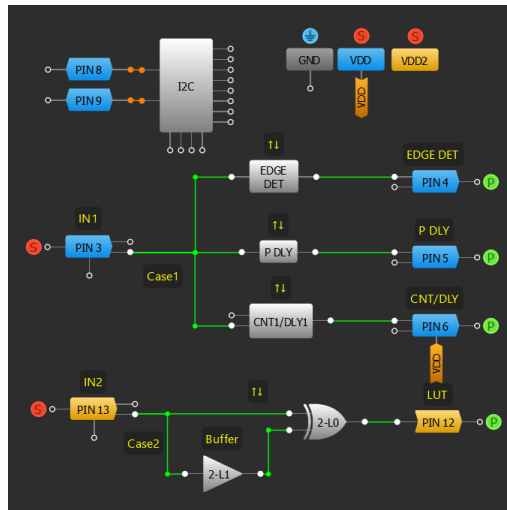 PIN 8
PIN 9
I2C
S
S
GND
VDD
VDD2
VDD
EDGE DET
EDGE
DET
PIN 4
P
IN1
S
PIN 3
Case1
P DLY
P DLY
PIN 5
P
CNT/DLY
CNT1/DLY1
PIN 6
P
VDD
IN2
S
PIN 13
Case2
Buffer
2-L1
2-L0
LUT
PIN 12
P